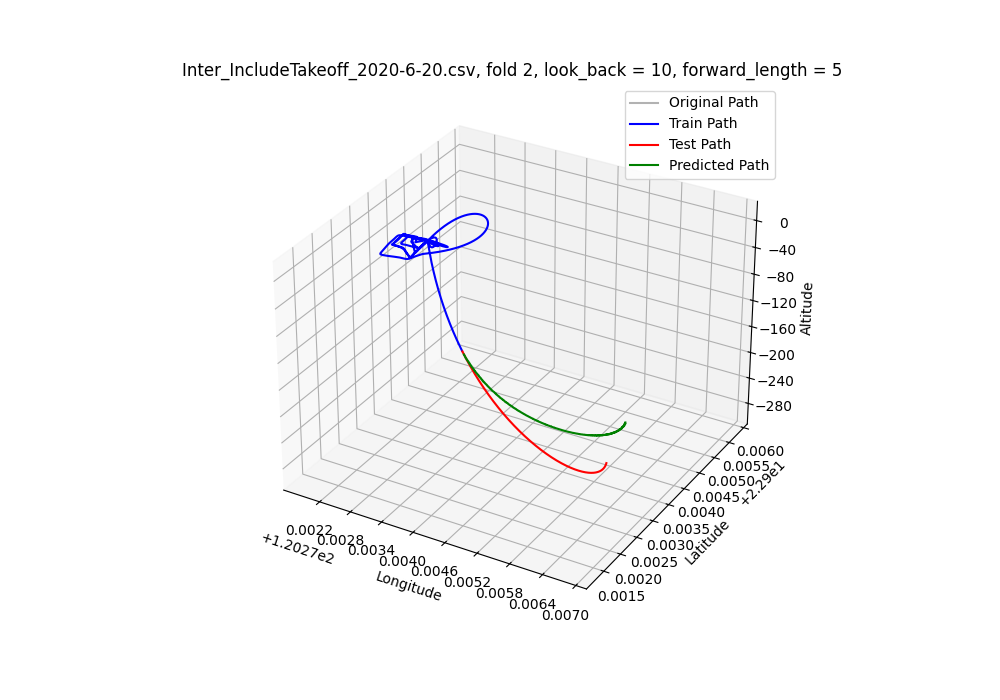 Inter_IncludeTakeoff_2020-6-20.csv, fold 2, look_back = 10, forward_length = 5
Original Path
Train Path
Test Path
Predicted Path
0
−40
−80
−120
−160
−200
−240
−280
Altitude
0.0060
0.0055
0.0050
0.0045
0.0040
0.0035
0.0030
0.0025
0.0020
0.0015
+2.29e1
Latitude
0.0022
0.0028
0.0034
0.0040
0.0046
0.0052
0.0058
0.0064
0.0070
+1.2027e2
Longitude